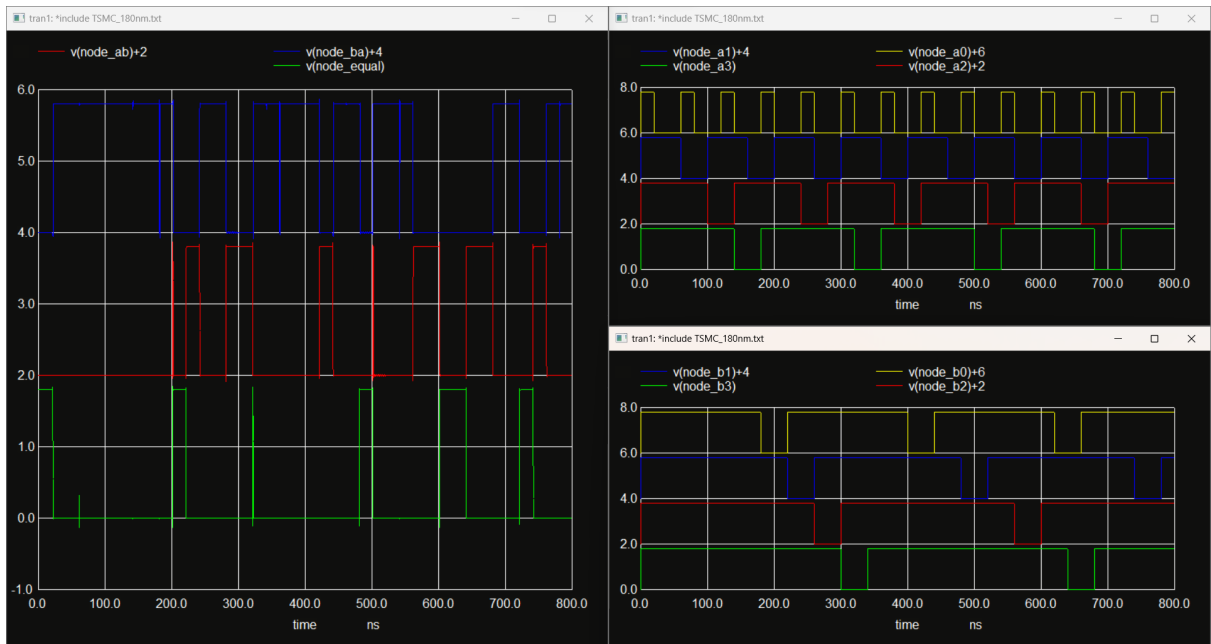 tran1: *include TSMC_180nm.txt
v(node_ab)+2 v(node_ba)+4
v(node_equal)
6.0
5.0
4.0
3.0
2.0
1.0
0.0
-1.0
0.0 100.0 200.0 300.0 400.0 500.0 600.0 700.0 800.0
time ns
tran1: *include TSMC_180nm.txt
v(node_a1)+4 v(node_a0)+6
v(node_a3) v(node_a2)+2
8.0
6.0
4.0
2.0
0.0
0.0 100.0 200.0 300.0 400.0 500.0 600.0 700.0 800.0
time ns
tran1: *include TSMC_180nm.txt
v(node_b1)+4 v(node_b0)+6
v(node_b3) v(node_b2)+2
8.0
6.0
4.0
2.0
0.0
0.0 100.0 200.0 300.0 400.0 500.0 600.0 700.0 800.0
time ns